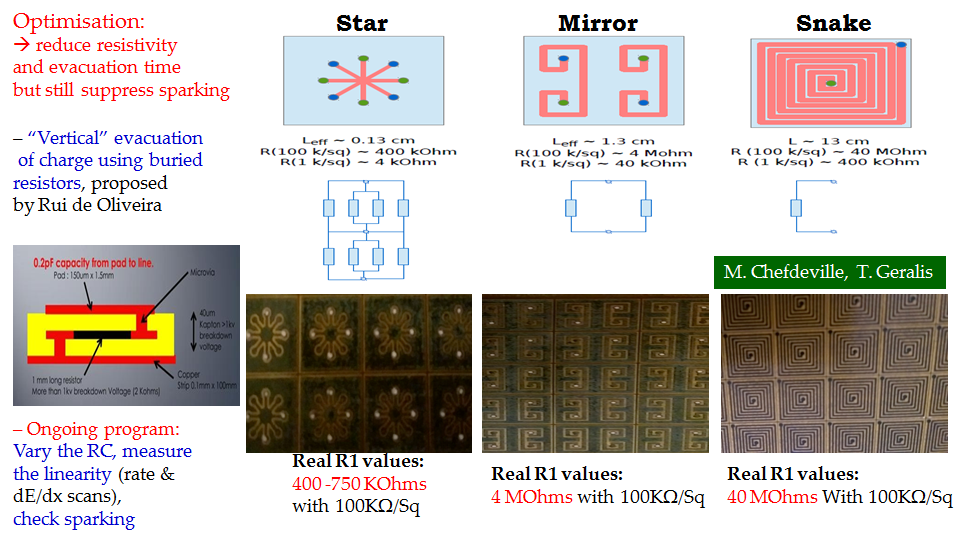 Optimisation:
→ reduce resistivity
and evacuation time
but still suppress sparking
– “Vertical” evacuation
of charge using buried
resistors, proposed
by Rui de Oliveira
0.2pF capacity from pad to line.
Pad : 150um x 1.5mm
Microvia
40um
Kapton >1kv
breakdown
voltage
Copper
Strip 0.1mm x 100mm
1 mm long resistor
More than 1kv breakdown Voltage (2 Kohms)
– Ongoing program:
Vary the RC, measure
the linearity (rate &
dE/dx scans),
check sparking
Star
Leff ~ 0.13 cm
R(100 k/sq) ~ 400 kOhm
R(1 k/sq) ~ 4 kOhm
Real R1 values:
400 -750 KOhms
with 100KΩ/Sq
Mirror
Leff ~ 1.3 cm
R(100 k/sq) ~ 4 Mohm
R(1 k/sq) ~ 40 kOhm
Real R1 values:
4 MOhms with 100KΩ/Sq
Snake
L ~ 13 cm
R (100 k/sq) ~ 40 MOhm
R (1 k/sq) ~ 400 kOhm
M. Chefdeville, T. Geralis
Real R1 values:
40 MOhms With 100KΩ/Sq